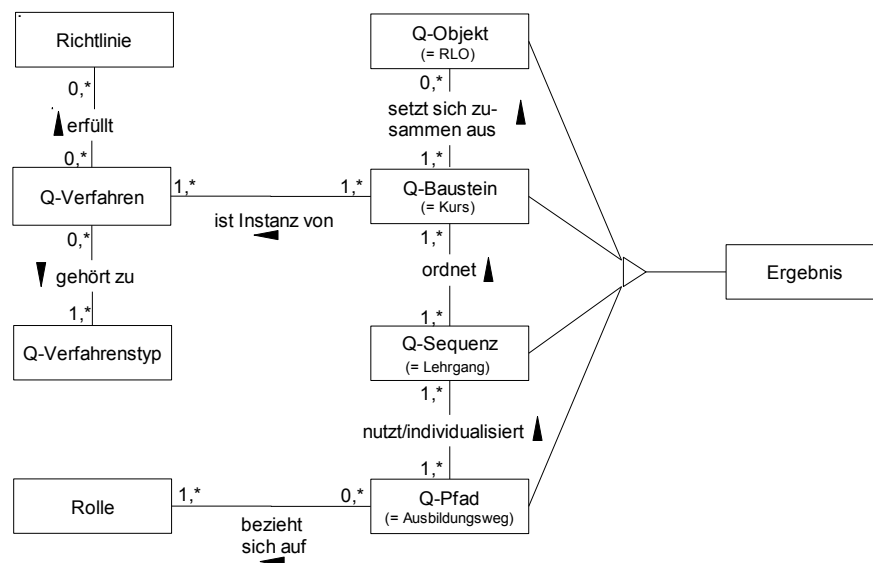 Richtlinie
0,*
erfüllt
0,*
Q-Verfahren
1,*
0,*
gehört zu
1,*
Q-Verfahrenstyp
ist Instanz von
Q-Objekt
(= RLO)
0,*
setzt sich zu-
sammen aus
1,*
1,*
Q-Baustein
(= Kurs)
1,*
ordnet
1,*
Q-Sequenz
(= Lehrgang)
1,*
nutzt/individualisiert
1,*
Q-Pfad
(= Ausbildungsweg)
0,*
bezieht
sich auf
1,*
Rolle
Ergebnis